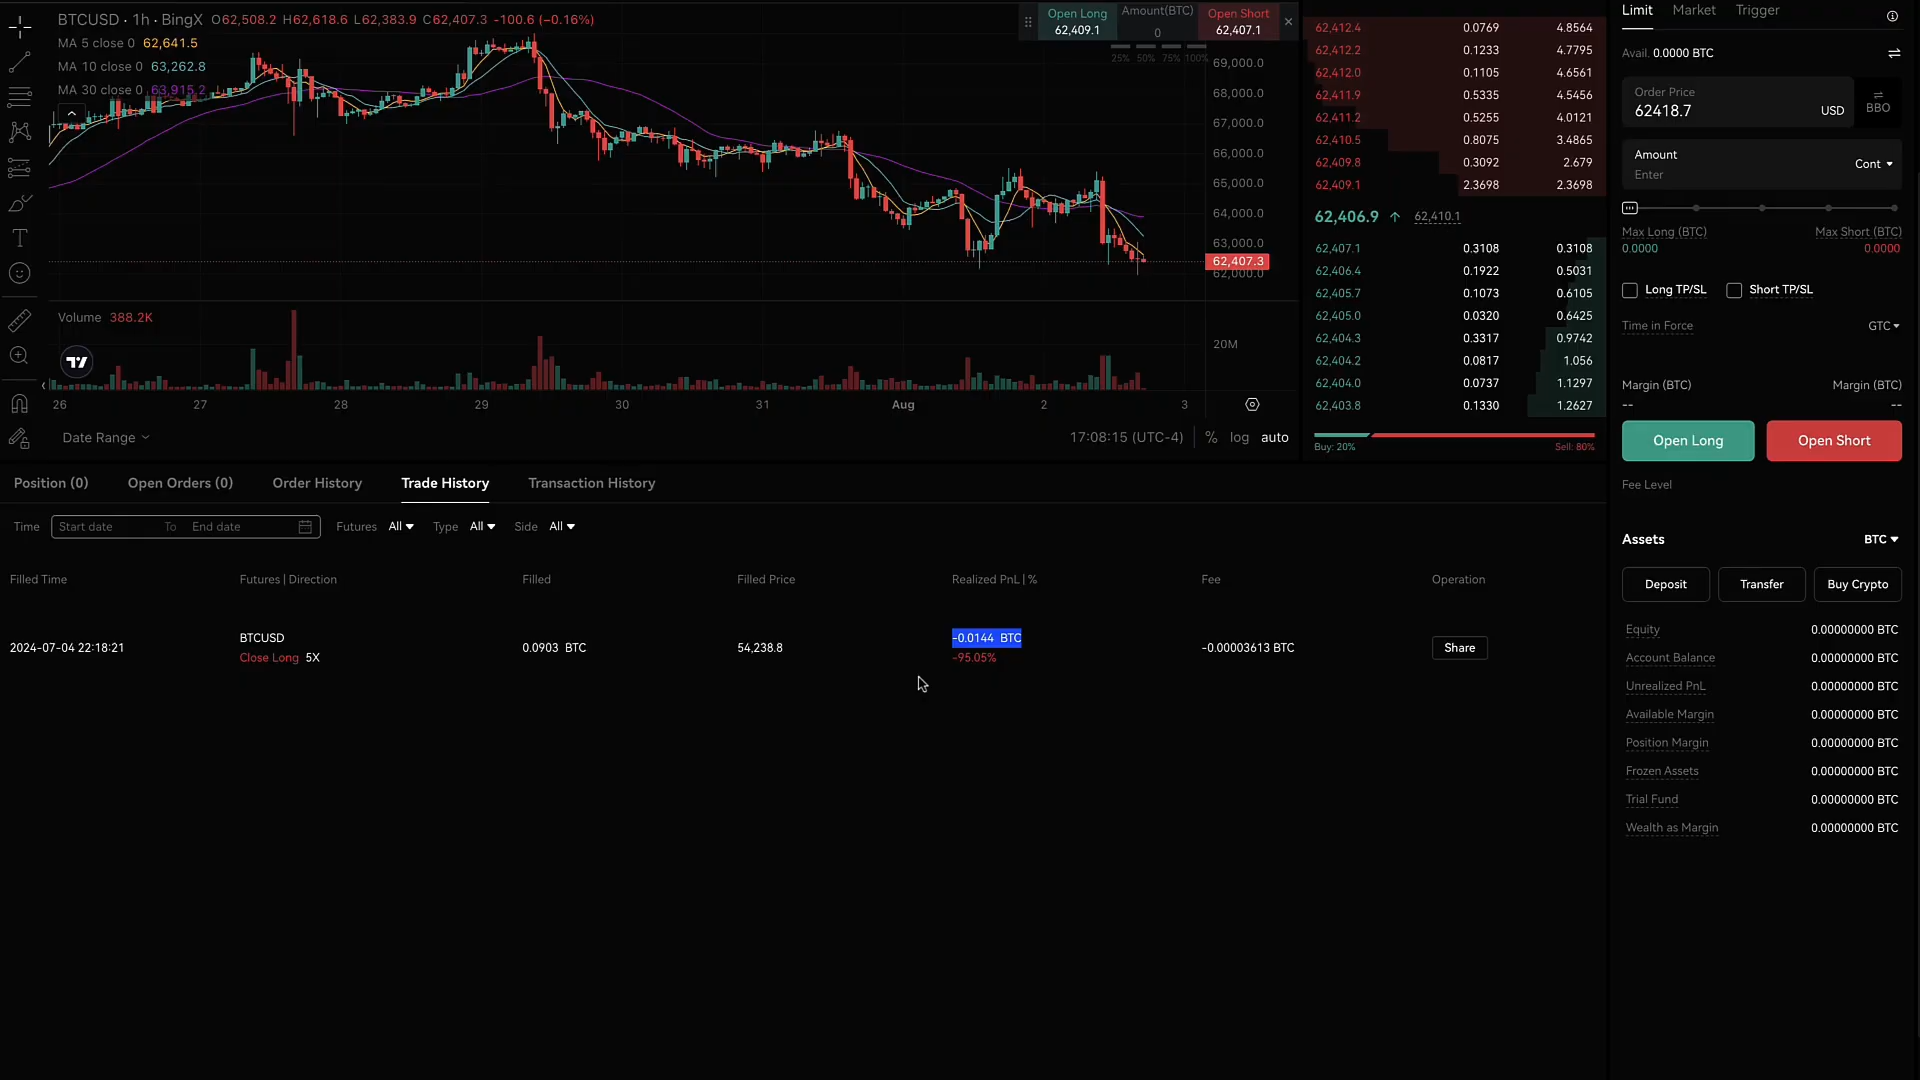 BTCUSD · 1h · BingX O62,508.2 H62,618.6 L62,383.9 C62,407.3 -100.6 (−0.16%)
MA 5 close 0 62,641.5
MA 10 close 0 63,262.8
MA 30 close 0 63,915.2
Open Long
62,409.1
Amount(BTC)
0
Open Short
62,407.1
25% 50% 75% 100%
69,000.0
68,000.0
67,000.0
66,000.0
65,000.0
64,000.0
63,000.0
62,407.3
62,000.0
Volume 388.2K
20M
26 27 28 29 30 31 Aug 2 3
Date Range
17:08:15 (UTC-4) % log auto
62,412.4 0.0769 4.8564
62,412.2 0.1233 4.7795
62,412.0 0.1105 4.6561
62,411.9 0.5335 4.5456
62,411.2 0.5255 4.0121
62,410.5 0.8075 3.4865
62,409.8 0.3092 2.679
62,409.1 2.3698 2.3698
62,406.9 ↑ 62,410.1
62,407.1 0.3108 0.3108
62,406.4 0.1922 0.5031
62,405.7 0.1073 0.6105
62,405.0 0.0320 0.6425
62,404.3 0.3317 0.9742
62,404.2 0.0817 1.056
62,404.0 0.0737 1.1297
62,403.8 0.1330 1.2627
Buy: 20% Sell: 80%
Limit Market Trigger
Avail. 0.0000 BTC
Order Price
62418.7 USD
BBO
Amount
Enter
Cont
Max Long (BTC) Max Short (BTC)
0.0000 0.0000
Long TP/SL Short TP/SL
Time in Force GTC
Margin (BTC) Margin (BTC)
-- --
Open Long Open Short
Fee Level
Assets BTC
Deposit Transfer Buy Crypto
Equity 0.00000000 BTC
Account Balance 0.00000000 BTC
Unrealized PnL 0.00000000 BTC
Available Margin 0.00000000 BTC
Position Margin 0.00000000 BTC
Frozen Assets 0.00000000 BTC
Trial Fund 0.00000000 BTC
Wealth as Margin 0.00000000 BTC
Position (0) Open Orders (0) Order History Trade History Transaction History
Time Start date To End date Futures All Type All Side All
Filled Time Futures | Direction Filled Filled Price Realized PnL | % Fee Operation
2024-07-04 22:18:21 BTCUSD 0.0903 BTC 54,238.8 -0.0144 BTC -0.00003613 BTC Share
Close Long 5X -95.05%